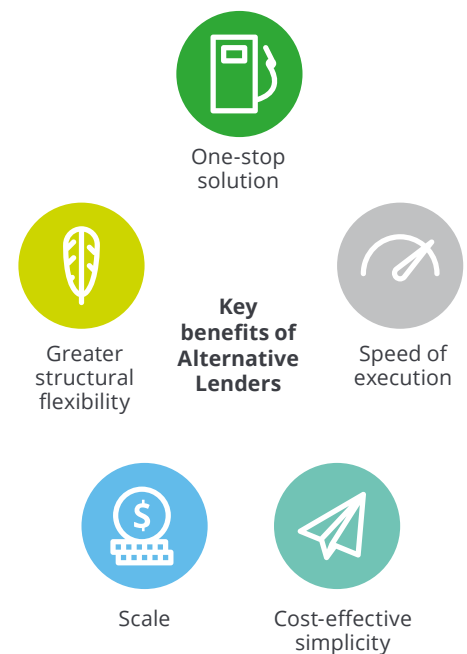 One-stop
solution
Key
benefits of
Alternative
Lenders
Greater
structural
flexibility
Speed of
execution
$
Scale
Cost-effective
simplicity